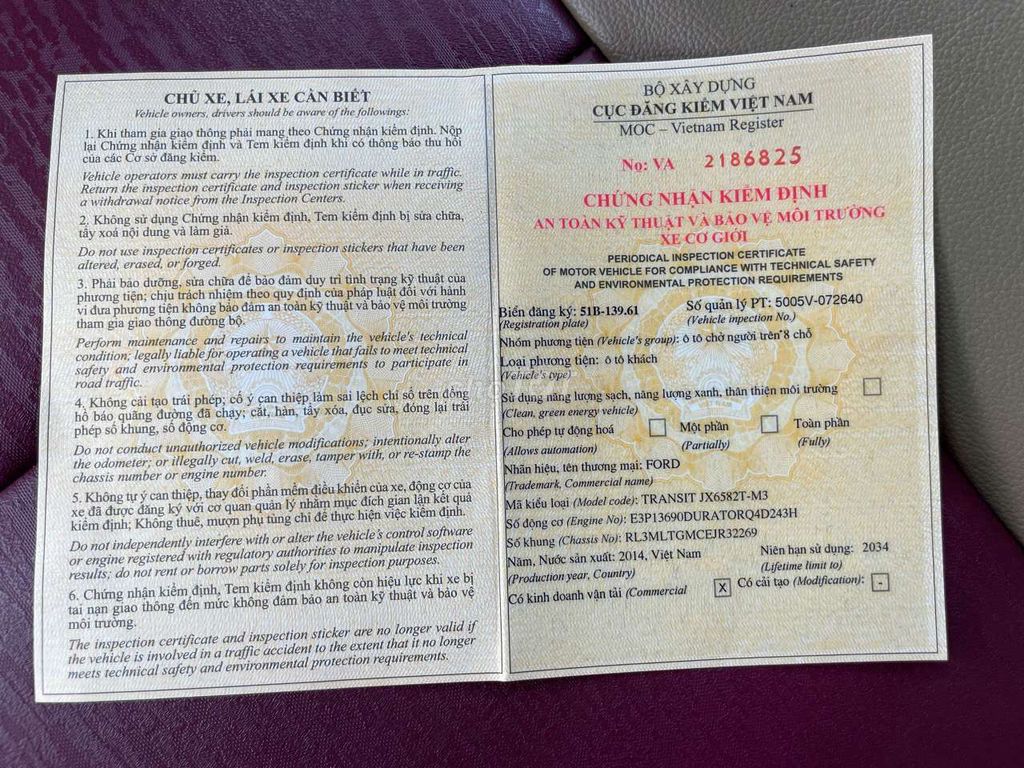 CHỦ XE, LÁI XE CẦN BIẾT
Vehicle owners, drivers should be aware of the followings:
1. Khi tham gia giao thông phải mang theo Chứng nhận kiểm định. Nộp
lại Chứng nhận kiểm định và Tem kiểm định khi có thông báo thu hồi
của các Cơ sở đăng kiểm.
Vehicle operators must carry the inspection certificate while in traffic.
Return the inspection certificate and inspection sticker when receiving
a withdrawal notice from the Inspection Centers.
2. Không sử dụng Chứng nhận kiểm định, Tem kiểm định bị sửa chữa,
tẩy xoá nội dung và làm giả.
Do not use inspection certificates or inspection stickers that have been
altered, erased, or forged.
3. Phải bảo dưỡng, sửa chữa để bảo đảm duy trì tình trạng kỹ thuật của
phương tiện; chịu trách nhiệm theo quy định của pháp luật đối với hành
vi đưa phương tiện không bảo đảm an toàn kỹ thuật và bảo vệ môi trường
tham gia giao thông đường bộ.
Perform maintenance and repairs to maintain the vehicle's technical
condition; legally liable for operating a vehicle that fails to meet technical
safety and environmental protection requirements to participate in
road traffic.
4. Không cải tạo trái phép; cố ý can thiệp làm sai lệch chỉ số trên đồng
hồ báo quãng đường đã chạy; cắt, hàn, tẩy xóa, đục sửa, đóng lại trái
phép số khung, số động cơ.
Do not conduct unauthorized vehicle modifications; intentionally alter
the odometer; or illegally cut, weld, erase, tamper with, or re-stamp the
chassis number or engine number.
5. Không tự ý can thiệp, thay đổi phần mềm điều khiển của xe, động cơ của
xe đã được đăng ký với cơ quan quản lý nhằm mục đích gian lận kết quả
kiểm định; Không thuê, mượn phụ tùng chỉ để thực hiện việc kiểm định.
Do not independently interfere with or alter the vehicle's control software
or engine registered with regulatory authorities to manipulate inspection
results; do not rent or borrow parts solely for inspection purposes.
6. Chứng nhận kiểm định, Tem kiểm định không còn hiệu lực khi xe bị
tai nạn giao thông đến mức không đảm bảo an toàn kỹ thuật và bảo vệ
môi trường.
The inspection certificate and inspection sticker are no longer valid if
the vehicle is involved in a traffic accident to the extent that it no longer
meets technical safety and environmental protection requirements.
BỘ XÂY DỰNG
CỤC ĐĂNG KIỂM VIỆT NAM
MOC – Vietnam Register
No: VA 2186825
CHỨNG NHẬN KIỂM ĐỊNH
AN TOÀN KỸ THUẬT VÀ BẢO VỆ MÔI TRƯỜNG
XE CƠ GIỚI
PERIODICAL INSPECTION CERTIFICATE
OF MOTOR VEHICLE FOR COMPLIANCE WITH TECHNICAL SAFETY
AND ENVIRONMENTAL PROTECTION REQUIREMENTS
Biển đăng ký: 51B-139.61 Số quản lý PT: 5005V-072640
(Registration plate) (Vehicle inpection No.)
Nhóm phương tiện (Vehicle's group): ô tô chở người trên 8 chỗ
Loại phương tiện: ô tô khách
(Vehicle's type)
Sử dụng năng lượng sạch, năng lượng xanh, thân thiện môi trường
(Clean, green energy vehicle)
Cho phép tự động hoá Một phần Toàn phần
(Allows automation) (Partially) (Fully)
Nhãn hiệu, tên thương mại: FORD
(Trademark, Commercial name)
Mã kiểu loại (Model code): TRANSIT JX6582T-M3
Số động cơ (Engine No): E3P13690DURATORQ4D243H
Số khung (Chassis No): RL3MLTGMCEJR32269
Năm, Nước sản xuất: 2014, Việt Nam Niên hạn sử dụng: 2034
(Production year, Country) (Lifetime limit to)
Có kinh doanh vận tải (Commercial X Có cải tạo (Modification): -